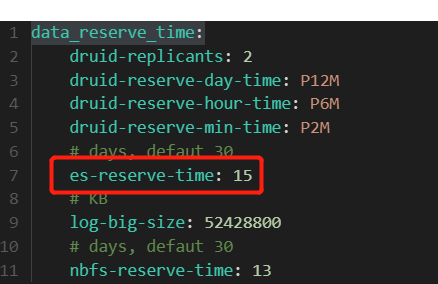 1 data_reserve_time:
2 druid-replicants: 2
3 druid-reserve-day-time: P12M
4 druid-reserve-hour-time: P6M
5 druid-reserve-min-time: P2M
6 # days, defaut 30
7 es-reserve-time: 15
8 # KB
9 log-big-size: 52428800
10 # days, defaut 30
11 nbfs-reserve-time: 13